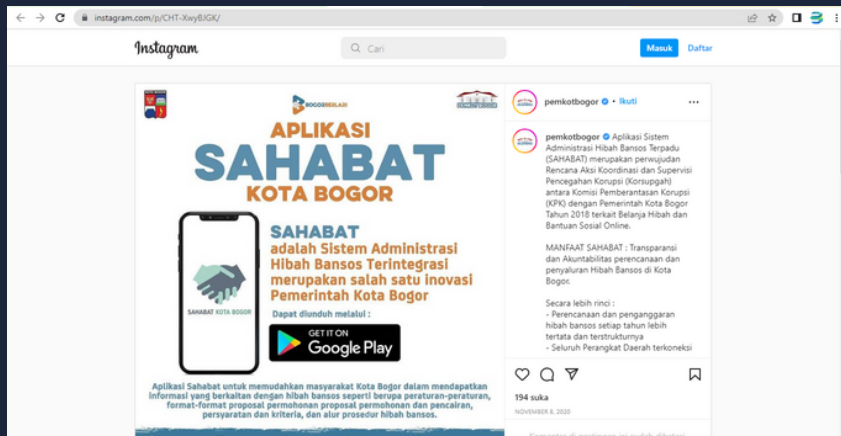 instagram.com/p/CHT-XwyBJGK/
Instagram
Cari
Masuk
Daftar
BOGORBERLARI
APLIKASI
SAHABAT
KOTA BOGOR
SAHABAT KOTA BOGOR
SAHABAT
adalah Sistem Administrasi
Hibah Bansos Terintegrasi
merupakan salah satu inovasi
Pemerintah Kota Bogor
Dapat diunduh melalui :
GET IT ON
Google Play
Aplikasi Sahabat untuk memudahkan masyarakat Kota Bogor dalam mendapatkan
informasi yang berkaitan dengan hibah bansos seperti berupa peraturan-peraturan,
format-format proposal permohonan proposal permohonan dan pencairan,
persyaratan dan kriteria, dan alur prosedur hibah bansos.
pemkotbogor • Ikuti
pemkotbogor Aplikasi Sistem
Administrasi Hibah Bansos Terpadu
(SAHABAT) merupakan perwujudan
Rencana Aksi Koordinasi dan Supervisi
Pencegahan Korupsi (Korsupgah)
antara Komisi Pemberantasan Korupsi
(KPK) dengan Pemerintah Kota Bogor
Tahun 2018 terkait Belanja Hibah dan
Bantuan Sosial Online.
MANFAAT SAHABAT : Transparansi
dan Akuntabilitas perencanaan dan
penyaluran Hibah Bansos di Kota
Bogor.
Secara lebih rinci :
- Perencanaan dan penganggaran
hibah bansos setiap tahun lebih
tertata dan terstrukturnya
- Seluruh Perangkat Daerah terkoneksi
194 suka
NOVEMBER 8, 2020